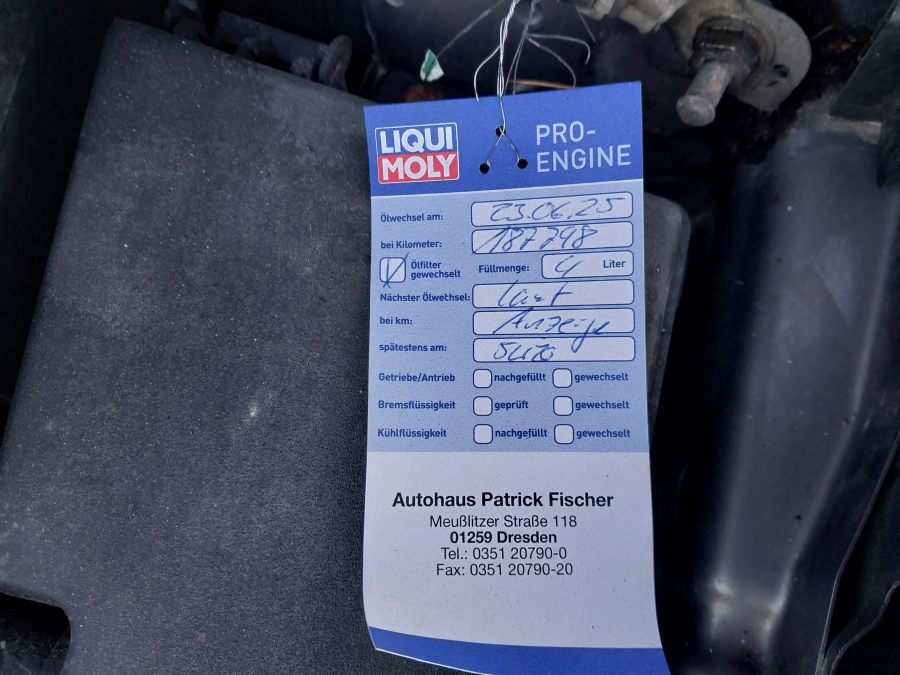 LIQUI
MOLY
PRO-
ENGINE
Ölwechsel am: 23.06.25
bei Kilometer: 187798
Ölfilter
gewechselt
Füllmenge: 4 Liter
Nächster Ölwechsel: laut
bei km: Anzeige
spätestens am:
Getriebe/Antrieb nachgefüllt gewechselt
Bremsflüssigkeit geprüft gewechselt
Kühlflüssigkeit nachgefüllt gewechselt
Autohaus Patrick Fischer
Meußlitzer Straße 118
01259 Dresden
Tel.: 0351 20790-0
Fax: 0351 20790-20